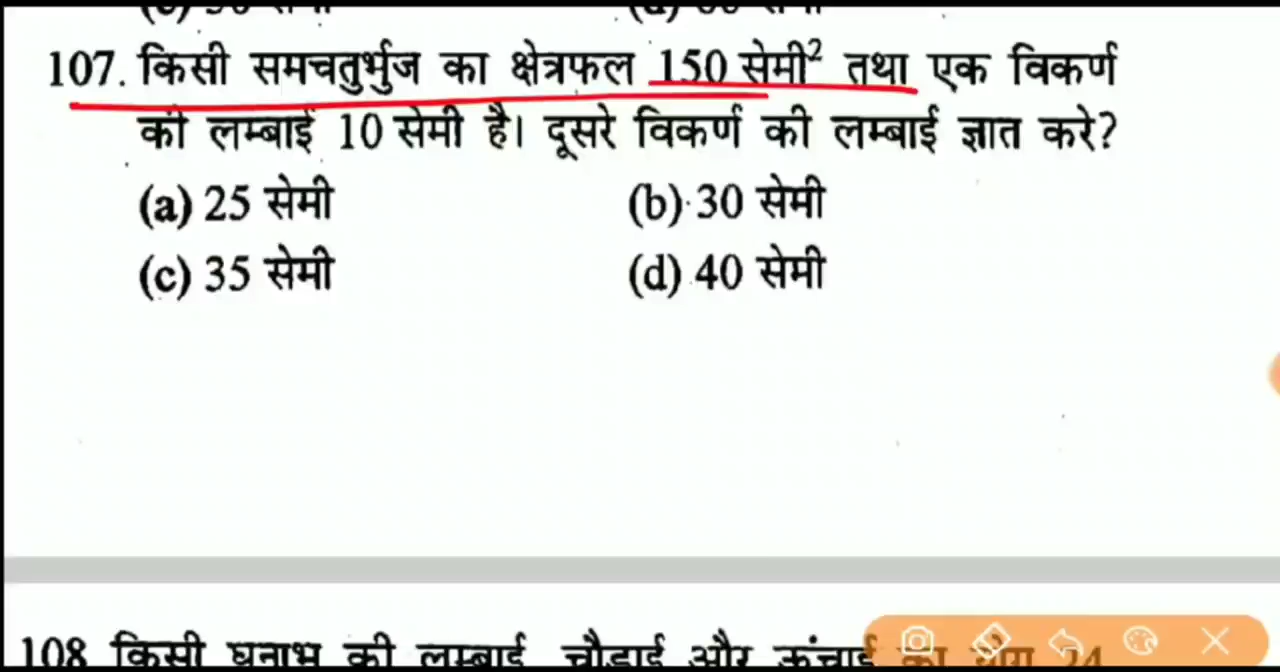 107. किसी समचतुर्भुज का क्षेत्रफल 150 सेमी² तथा एक विकर्ण
की लम्बाई 10 सेमी है। दूसरे विकर्ण की लम्बाई ज्ञात करे?
(a) 25 सेमी (b) 30 सेमी
(c) 35 सेमी (d) 40 सेमी
108 किसी घनाभ की लम्बाई, चौड़ाई और ऊंचाई का योग 24